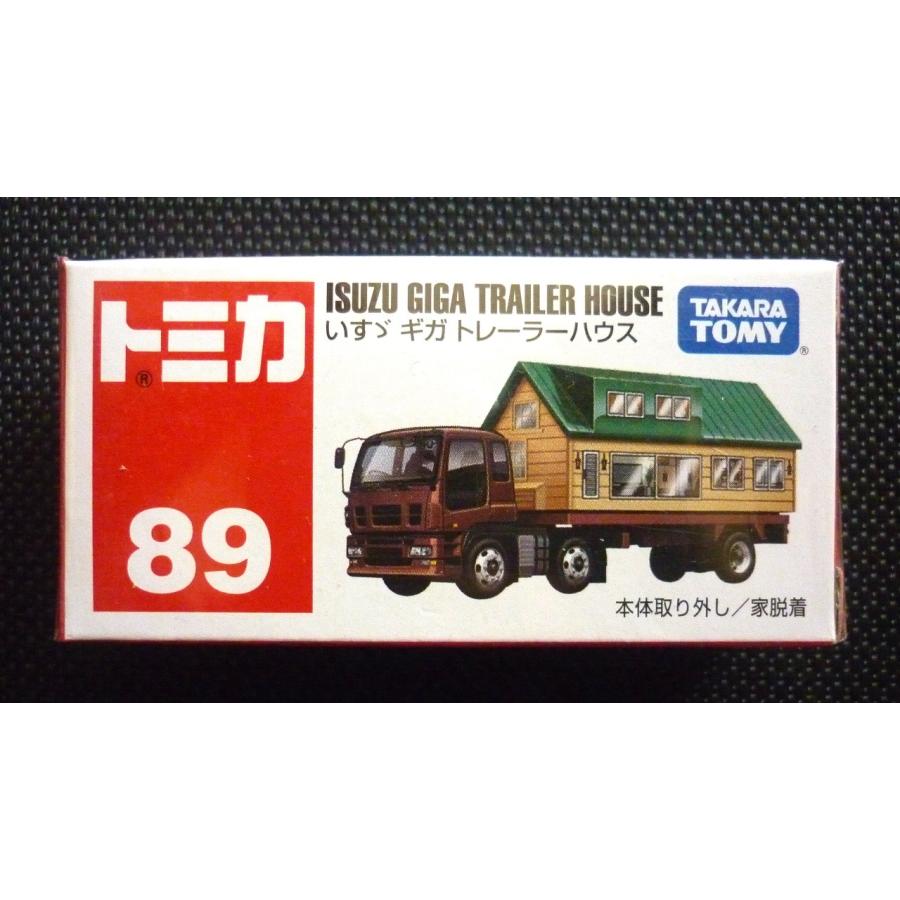 トミカ
®
89
ISUZU GIGA TRAILER HOUSE
いすゞ ギガ トレーラーハウス
TAKARA
TOMY
®
本体取り外し/家脱着